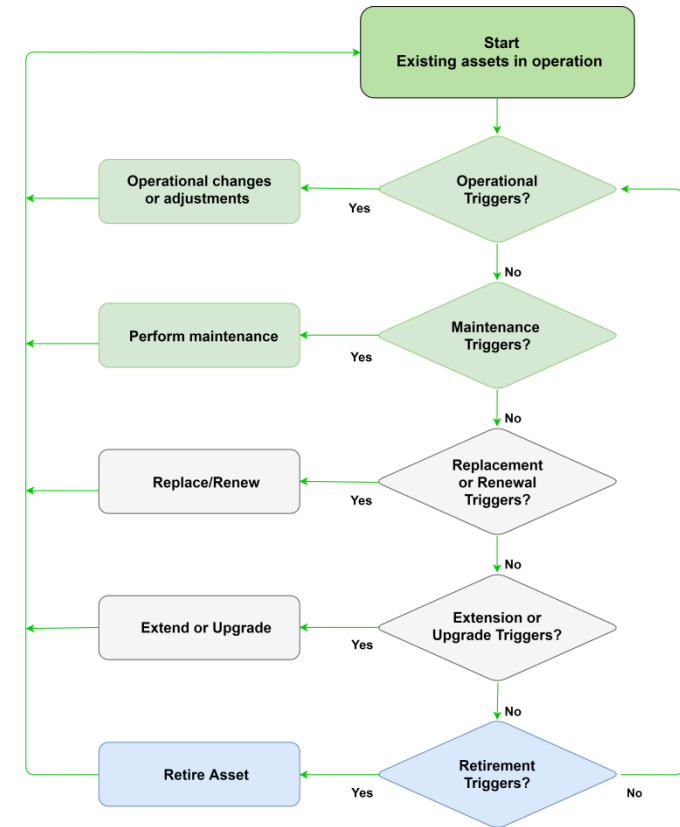 Start
Existing assets in operation
Operational changes
or adjustments
Yes
Operational
Triggers?
No
Perform maintenance
Yes
Maintenance
Triggers?
No
Replace/Renew
Yes
Replacement
or Renewal
Triggers?
No
Extend or Upgrade
Yes
Extension or
Upgrade Triggers?
No
Retire Asset
Yes
Retirement
Triggers?
No